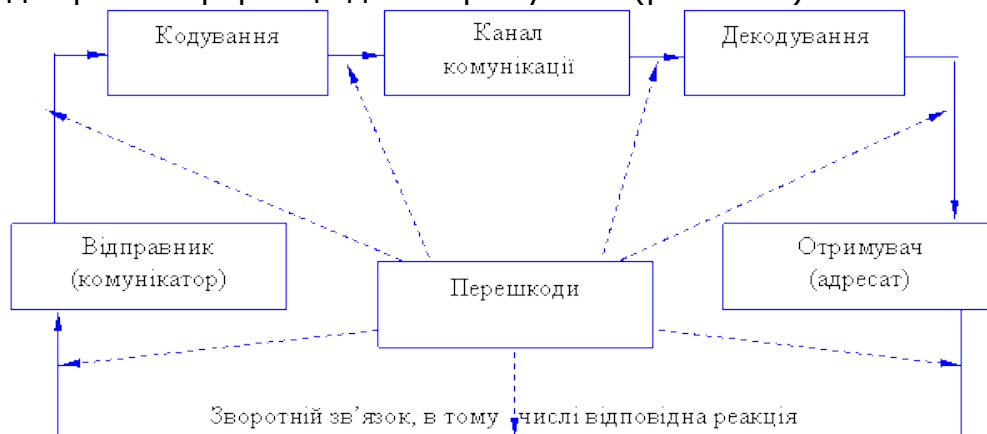 Кодування
Канал
комунікації
Декодування
Відправник
(комунікатор)
Перешкоди
Отримувач
(адресат)
Зворотній зв’язок, в тому числі відповідна реакція